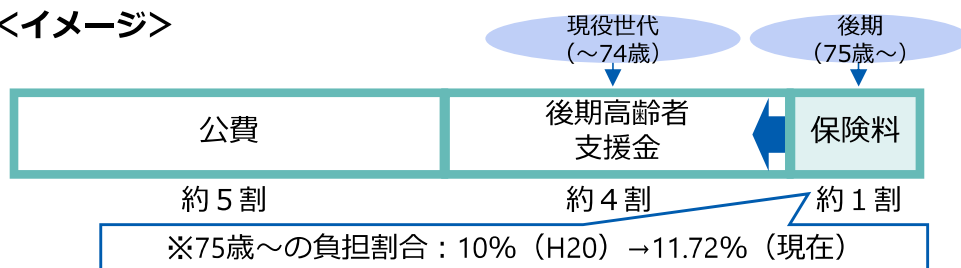 <イメージ>
現役世代
（～74歳）
後期
（75歳～）
公費
後期高齢者
支援金
保険料
約５割
約４割
約１割
※75歳～の負担割合：10%（H20）→11.72%（現在）